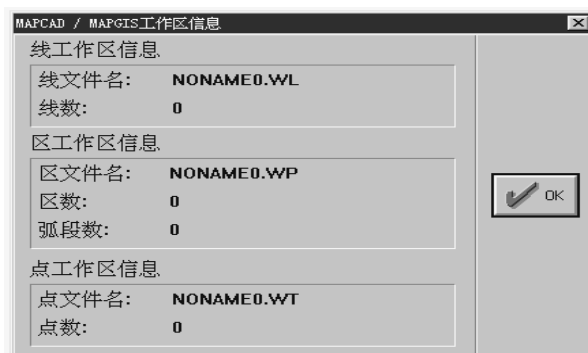 MAPCAD / MAPGIS工作区信息
线工作区信息
线文件名: NONAME0.WL
线数: 0
区工作区信息
区文件名: NONAME0.WP
区数: 0
弧段数: 0
OK
点工作区信息
点文件名: NONAME0.WT
点数: 0